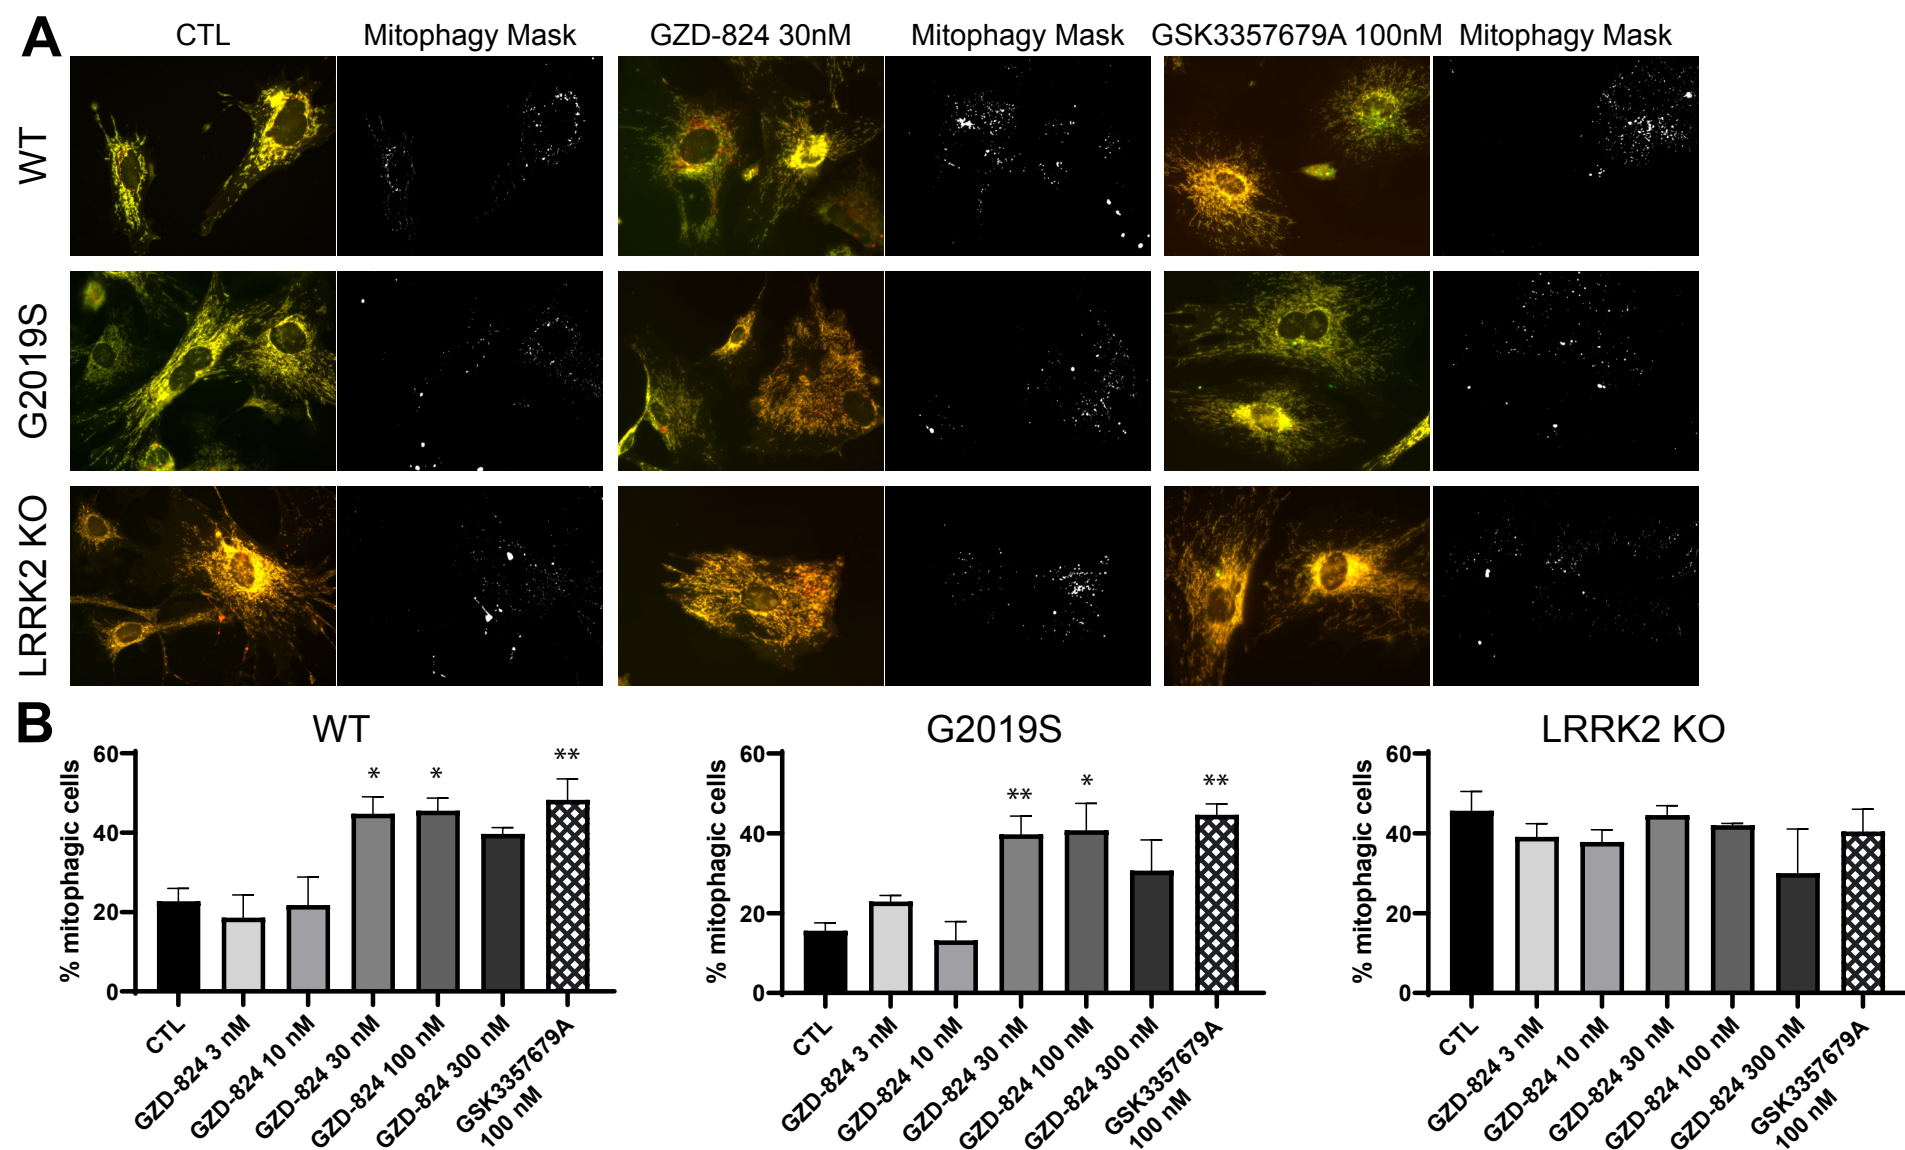 A
CTL Mitophagy Mask GZD-824 30nM Mitophagy Mask GSK3357679A 100nM Mitophagy Mask
WT
G2019S
LRRK2 KO
B
WT
% mitophagic cells
60
40
20
0
* * **
CTL
GZD-824 3 nM
GZD-824 10 nM
GZD-824 30 nM
GZD-824 100 nM
GZD-824 300 nM
GSK3357679A
100 nM
G2019S
% mitophagic cells
60
40
20
0
** * **
CTL
GZD-824 3 nM
GZD-824 10 nM
GZD-824 30 nM
GZD-824 100 nM
GZD-824 300 nM
GSK3357679A
100 nM
LRRK2 KO
% mitophagic cells
60
40
20
0
CTL
GZD-824 3 nM
GZD-824 10 nM
GZD-824 30 nM
GZD-824 100 nM
GZD-824 300 nM
GSK3357679A
100 nM